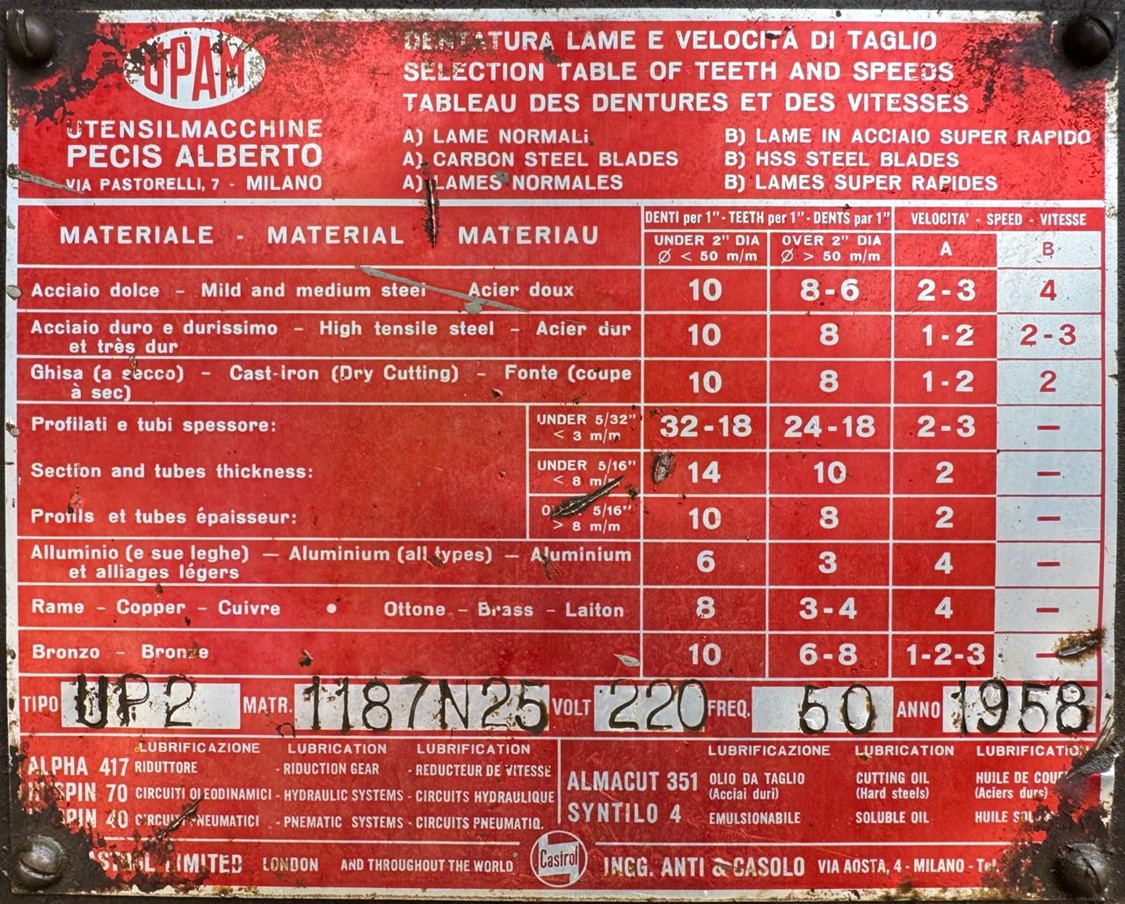 UPAM
UTENSILMACCHINE
PECIS ALBERTO
VIA PASTORELLI, 7 - MILANO
DENTATURA LAME E VELOCITÀ DI TAGLIO
SELECTION TABLE OF TEETH AND SPEEDS
TABLEAU DES DENTURES ET DES VITESSES
A) LAME NORMALi B) LAME IN ACCIAIO SUPER RAPIDO
A) CARBON STEEL BLADES B) HSS STEEL BLADES
A) LAMES NORMALES B) LAMES SUPER RAPIDES
MATERIALE - MATERIAL MATERIAU
DENTI per 1" - TEETH per 1" - DENTS par 1" VELOCITA' - SPEED - VITESSE
UNDER 2" DIA OVER 2" DIA A B
Ø < 50 m/m Ø > 50 m/m
Acciaio dolce - Mild and medium steel - Acier doux 10 8-6 2-3 4
Acciaio duro e durissimo - High tensile steel - Acier dur 10 8 1-2 2-3
et très dur
Ghisa (a secco) - Cast-iron (Dry Cutting) - Fonte (coupe 10 8 1-2 2
à sec)
Profilati e tubi spessore: UNDER 5/32" 32-18 24-18 2-3 -
< 3 m/m
Section and tubes thickness: UNDER 5/16" 14 10 2 -
< 8 m/m
Profils et tubes épaisseur: 5/16" 10 8 2 -
> 8 m/m
Alluminio (e sue leghe) - Aluminium (all types) - Aluminium 6 3 4 -
et alliages légers
Rame - Copper - Cuivre • Ottone - Brass - Laiton 8 3-4 4 -
Bronzo - Bronze 10 6-8 1-2-3 -
TIPO UP2 MATR. 1187N25 VOLT 220 FREQ. 50 ANNO 1958
LUBRIFICAZIONE LUBRICATION LUBRIFICATION
ALPHA 417 RIDUTTORE - RIDUCTION GEAR - REDUCTEUR DE VITESSE
70 CIRCUITI OLEODINAMICI - HYDRAULIC SYSTEMS - CIRCUITS HYDRAULIQUE
40 CIRCUITI PNEUMATICI - PNEMATIC SYSTEMS - CIRCUITS PNEUMATIQ.
LUBRIFICAZIONE LUBRICATION LUBRIFICATION
ALMACUT 351 OLIO DA TAGLIO CUTTING OIL HUILE DE
(Acciai duri) (Hard steels) (Aciers durs)
SYNTILO 4 EMULSIONABILE SOLUBLE OIL HUILE
LIMITED LONDON AND THROUGHOUT THE WORLD Castrol INGG. ANTI & CASOLO VIA AOSTA, 4 - MILANO -